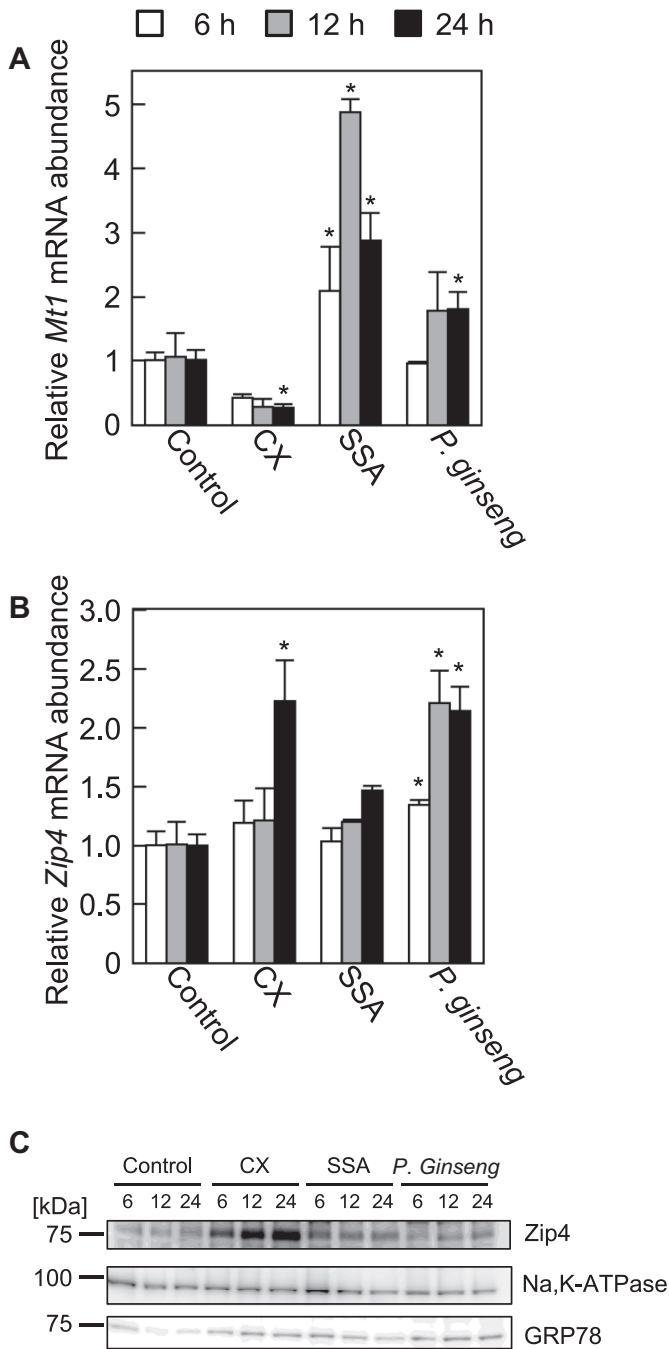 6 h 12 h 24 h
A
Relative Mt1 mRNA abundance
5
4
3
2
1
0
* * * * *
Control CX SSA P. ginseng
B
Relative Zip4 mRNA abundance
3.0
2.5
2.0
1.5
1.0
0.5
0
* * * *
Control CX SSA P. ginseng
C
Control CX SSA P. Ginseng
[kDa] 6 12 24 6 12 24 6 12 24 6 12 24
75 Zip4
100 Na,K-ATPase
75 GRP78